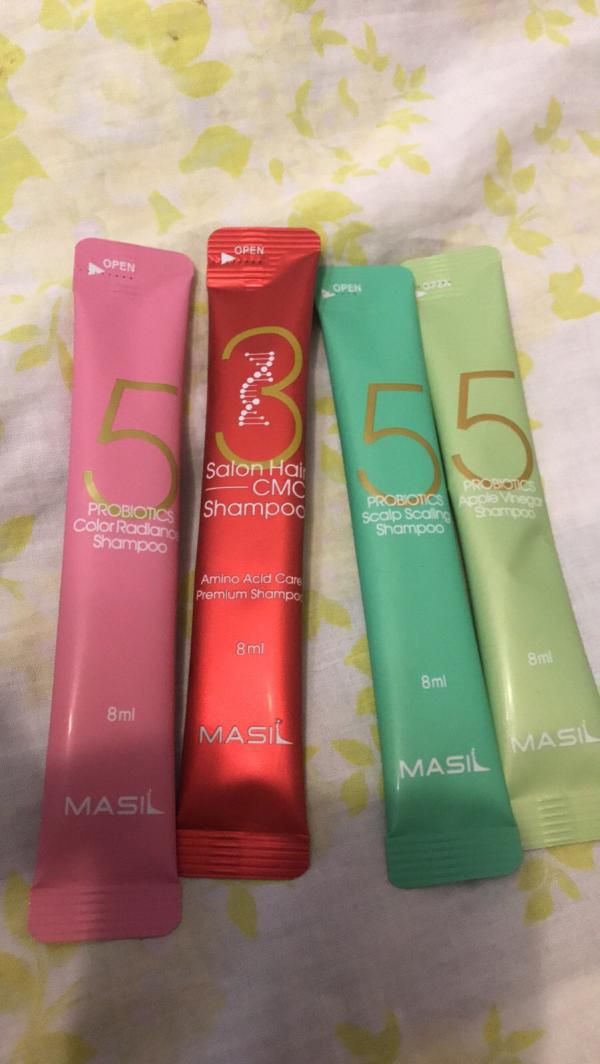 OPEN
5
PROBIOTICS
Color Radiance
Shampoo
8ml
MASIL
OPEN
3
Salon Hair
CMC
Shampoo
Amino Acid Care
Premium Shampoo
8ml
MASIL
OPEN
5
PROBIOTICS
Scalp Scaling
Shampoo
8ml
MASIL
OPEN
5
PROBIOTICS
Apple Vinegar
Shampoo
8ml
MASIL